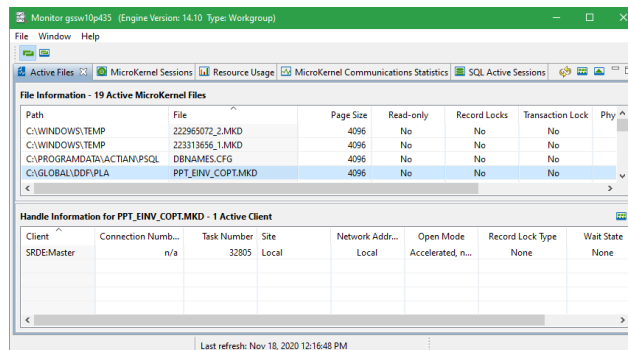 Monitor gssw10p435 (Engine Version: 14.10 Type: Workgroup)
File Window Help
Active Files MicroKernel Sessions Resource Usage MicroKernel Communications Statistics SQL Active Sessions
File Information - 19 Active MicroKernel Files
Path File Page Size Read-only Record Locks Transaction Lock Phy
C:\WINDOWS\TEMP 222965072_2.MKD 4096 No No No
C:\WINDOWS\TEMP 223313656_1.MKD 4096 No No No
C:\PROGRAMDATA\ACTIAN\PSQL DBNAMES.CFG 4096 No No No
C:\GLOBAL\DDF\PLA PPT_EINV_COPT.MKD 4096 No No No
Handle Information for PPT_EINV_COPT.MKD - 1 Active Client
Client Connection Numb... Task Number Site Network Addr... Open Mode Record Lock Type Wait State
SRDE:Master n/a 32805 Local Local Accelerated, n... None None
Last refresh: Nov 18, 2020 12:16:48 PM